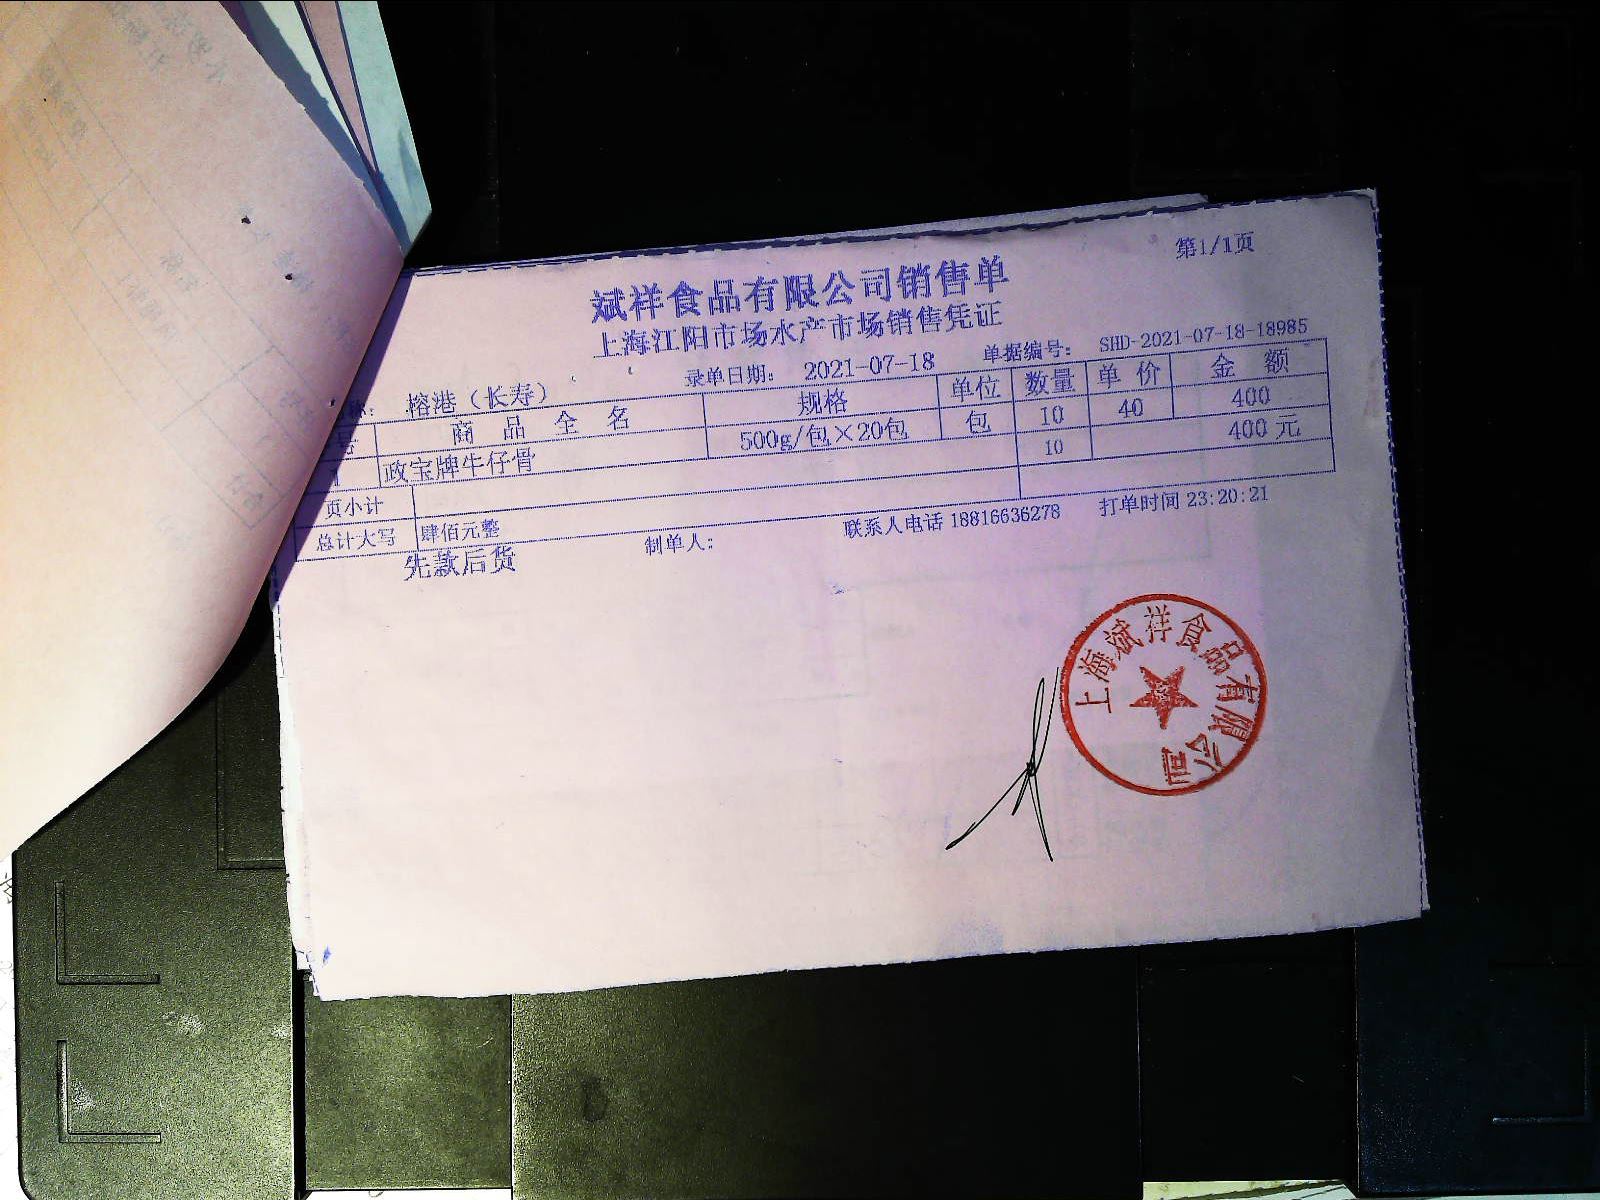 第1/1页
斌祥食品有限公司销售单
上海江阳市场水产市场销售凭证
称： 榕港（长寿） 录单日期： 2021-07-18 单据编号： SHD-2021-07-18-18985
号 商 品 全 名 规格 单位 数量 单 价 金 额
1 政宝牌牛仔骨 500g/包×20包 包 10 40 400
页小计 10 400元
总计大写 肆佰元整
先款后货 制单人： 联系人电话 18816636278 打单时间 23:20:21
上海斌祥食品有限公司